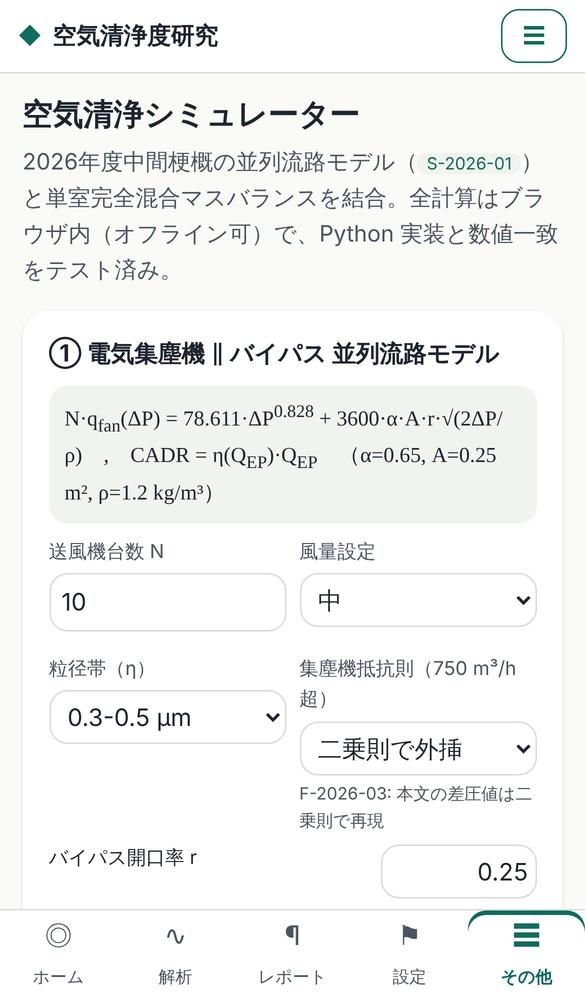 ◆ 空気清浄度研究
☰
空気清浄シミュレーター
2026年度中間梗概の並列流路モデル（ S-2026-01 ）
と単室完全混合マスバランスを結合。全計算はブラ
ウザ内（オフライン可）で、Python 実装と数値一致
をテスト済み。
① 電気集塵機 ∥ バイパス 並列流路モデル
N·qfan(ΔP) = 78.611·ΔP^0.828 + 3600·α·A·r·√(2ΔP/
ρ) , CADR = η(QEP)·QEP （α=0.65, A=0.25
m², ρ=1.2 kg/m³）
送風機台数 N
10
風量設定
中
粒径帯（η）
0.3-0.5 µm
集塵機抵抗則（750 m³/h
超）
二乗則で外挿
F-2026-03: 本文の差圧値は二
乗則で再現
バイパス開口率 r
0.25
◎ ホーム
∿ 解析
¶ レポート
⚑ 設定
☰ その他